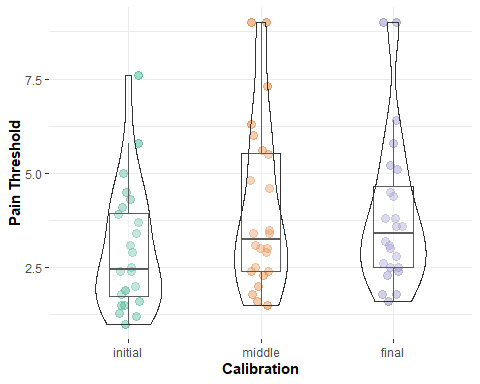 Pain Threshold
7.5
5.0
2.5
initial middle final
Calibration